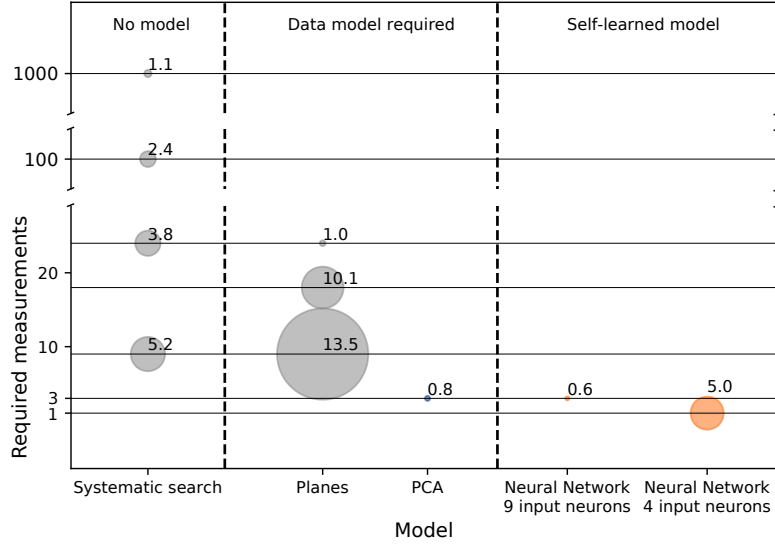 No model
Data model required
Self-learned model
1000
1.1
100
2.4
3.8
1.0
20
10.1
10
5.2
13.5
3
0.8
0.6
5.0
1
Required measurements
Systematic search
Planes
PCA
Neural Network
9 input neurons
Neural Network
4 input neurons
Model